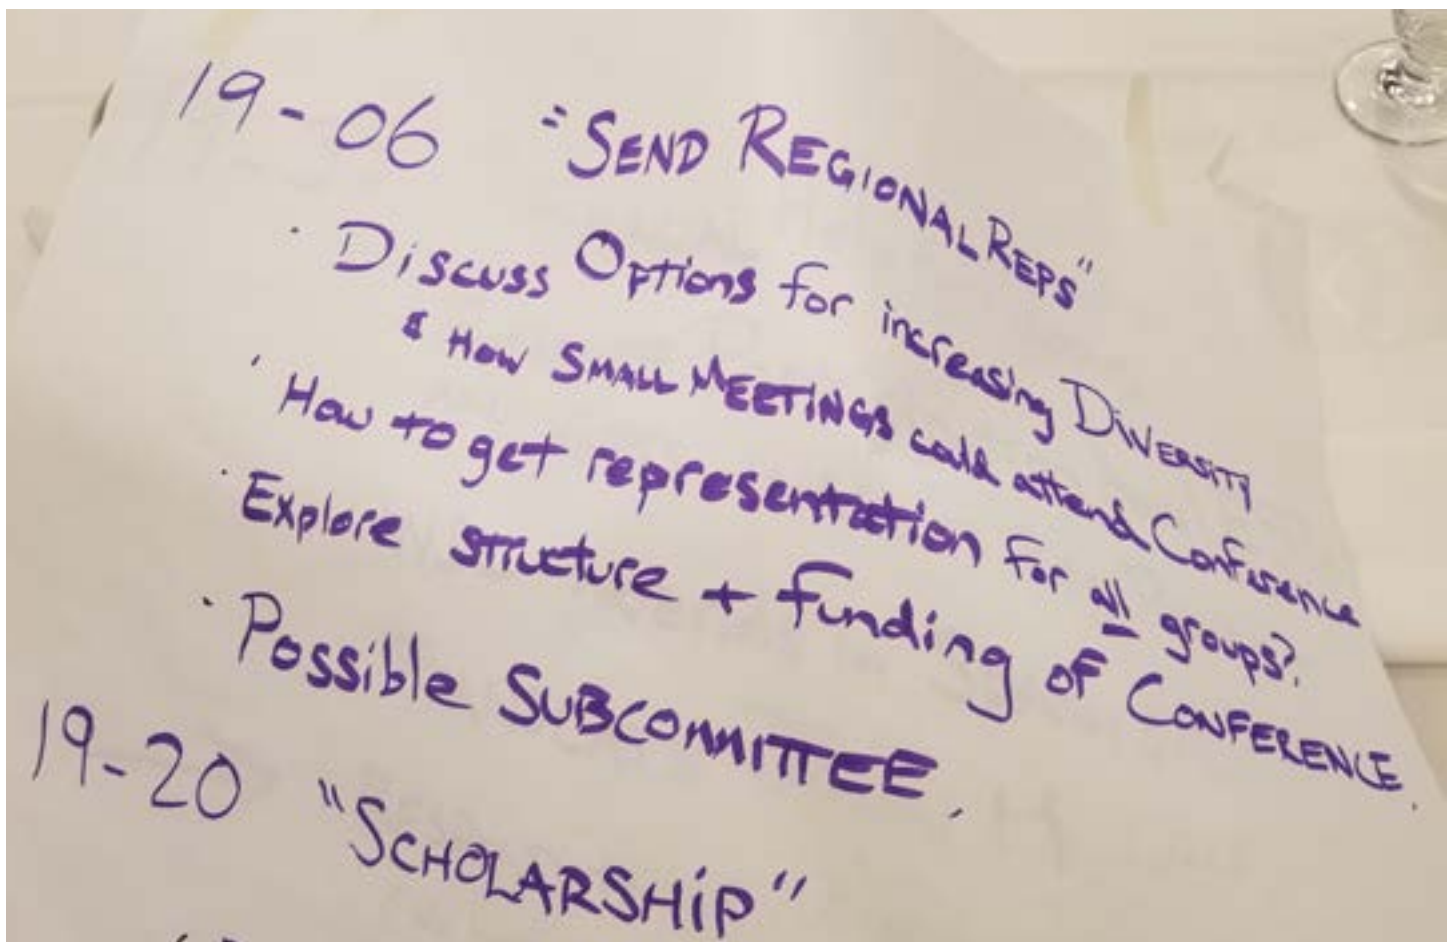 19-06 "SEND REGIONAL REPS"
· Discuss Options for increasing Diversity
& How Small Meetings could attend Conference
· How to get representation for all groups?
· Explore structure + funding of CONFERENCE.
· Possible SUBCOMMITTEE.
19-20 "SCHOLARSHiP"